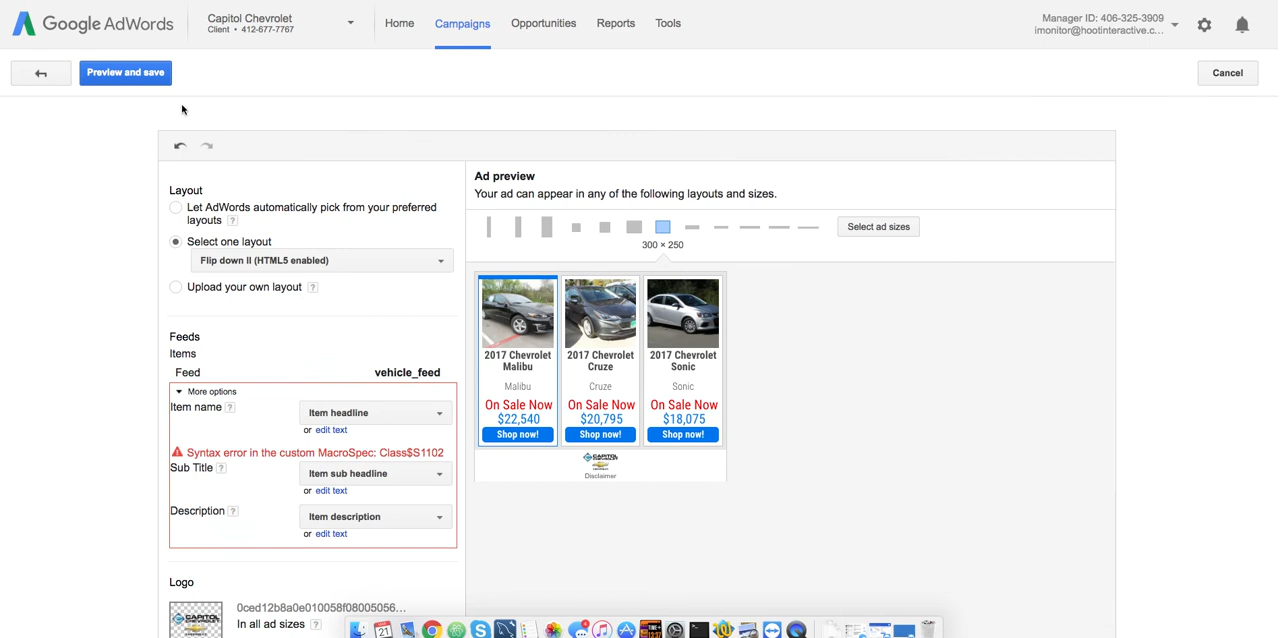 Google AdWords
Capitol Chevrolet
Client • 412-677-7767
Home
Campaigns
Opportunities
Reports
Tools
Manager ID: 406-325-3909
imonitor@hootinteractive.c...
Preview and save
Cancel
Layout
Let AdWords automatically pick from your preferred
layouts ?
Select one layout
Flip down II (HTML5 enabled)
Upload your own layout ?
Feeds
Items
Feed vehicle_feed
More options
Item name ?
Item headline
or edit text
Syntax error in the custom MacroSpec: Class$S1102
Sub Title ?
Item sub headline
or edit text
Description ?
Item description
or edit text
Logo
0ced12b8a0e010058f08005056...
In all ad sizes ?
CAPITOL
Ad preview
Your ad can appear in any of the following layouts and sizes.
Select ad sizes
300 × 250
2017 Chevrolet
Malibu
Malibu
On Sale Now
$22,540
Shop now!
2017 Chevrolet
Cruze
Cruze
On Sale Now
$20,795
Shop now!
2017 Chevrolet
Sonic
Sonic
On Sale Now
$18,075
Shop now!
CAPITOL
Disclaimer
21